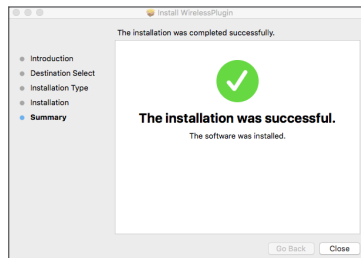 Install WirelessPlugin
The installation was completed successfully.
Introduction
Destination Select
Installation Type
Installation
Summary
The installation was successful.
The software was installed.
Go Back
Close